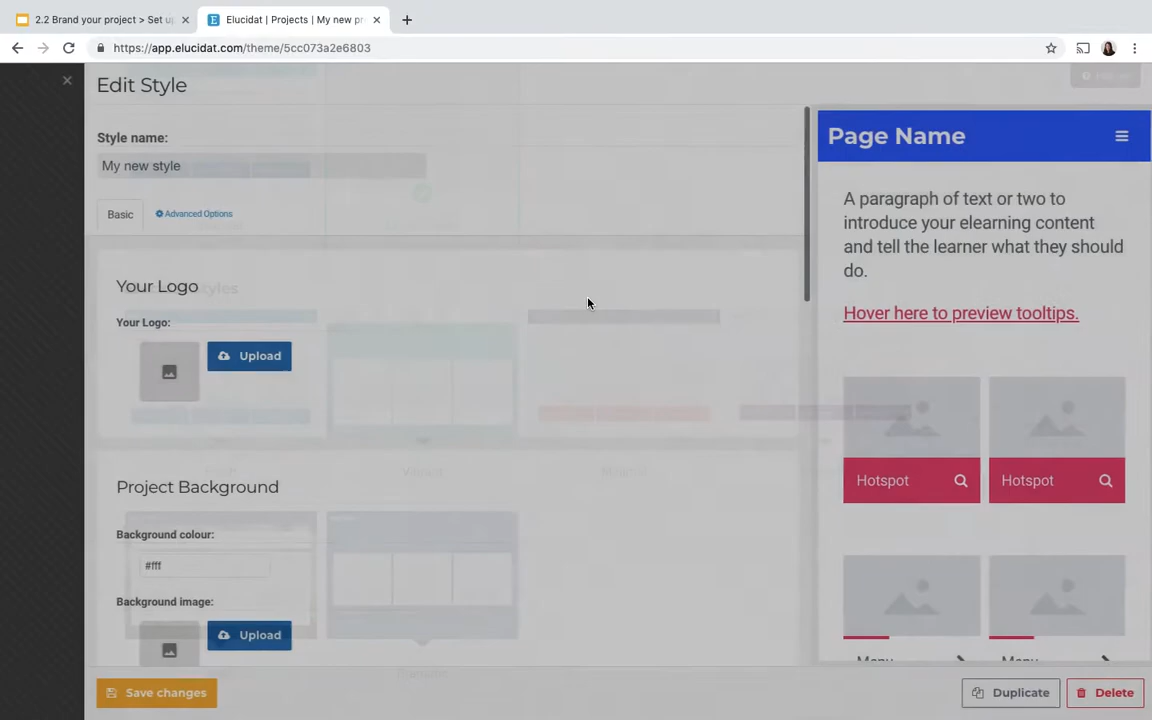 2.2 Brand your project > Set u
Elucidat | Projects | My new pr
https://app.elucidat.com/theme/5cc073a2e6803
Edit Style
Style name:
My new style
Basic
Advanced Options
Your Logo
Your Logo:
Upload
Project Background
Background colour:
#fff
Background image:
Upload
Save changes
Duplicate
Delete
Page Name
A paragraph of text or two to
introduce your elearning content
and tell the learner what they should
do.
Hover here to preview tooltips.
Hotspot
Hotspot